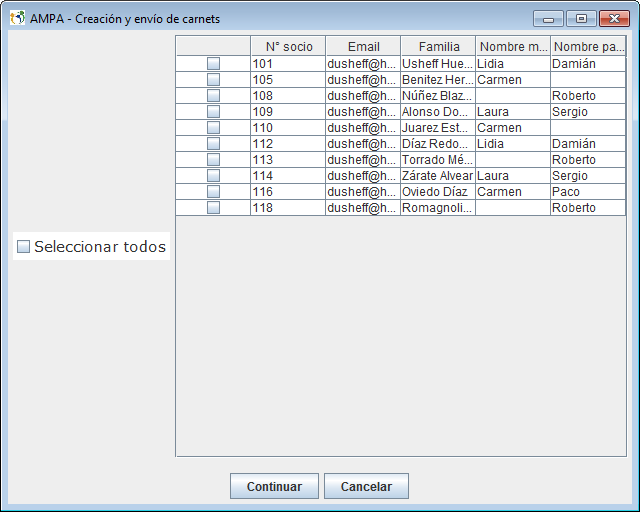 AMPA - Creación y envío de carnets
N° socio Email Familia Nombre m... Nombre pa...
101 dusheff@h... Usheff Hue... Lidia Damián
105 dusheff@h... Benitez Her... Carmen
108 dusheff@h... Núñez Blaz... Roberto
109 dusheff@h... Alonso Do... Laura Sergio
110 dusheff@h... Juarez Est... Carmen
112 dusheff@h... Díaz Redo... Lidia Damián
113 dusheff@h... Torrado Mé... Roberto
114 dusheff@h... Zárate Alvear Laura Sergio
116 dusheff@h... Oviedo Díaz Carmen Paco
118 dusheff@h... Romagnoli... Roberto
Seleccionar todos
Continuar Cancelar